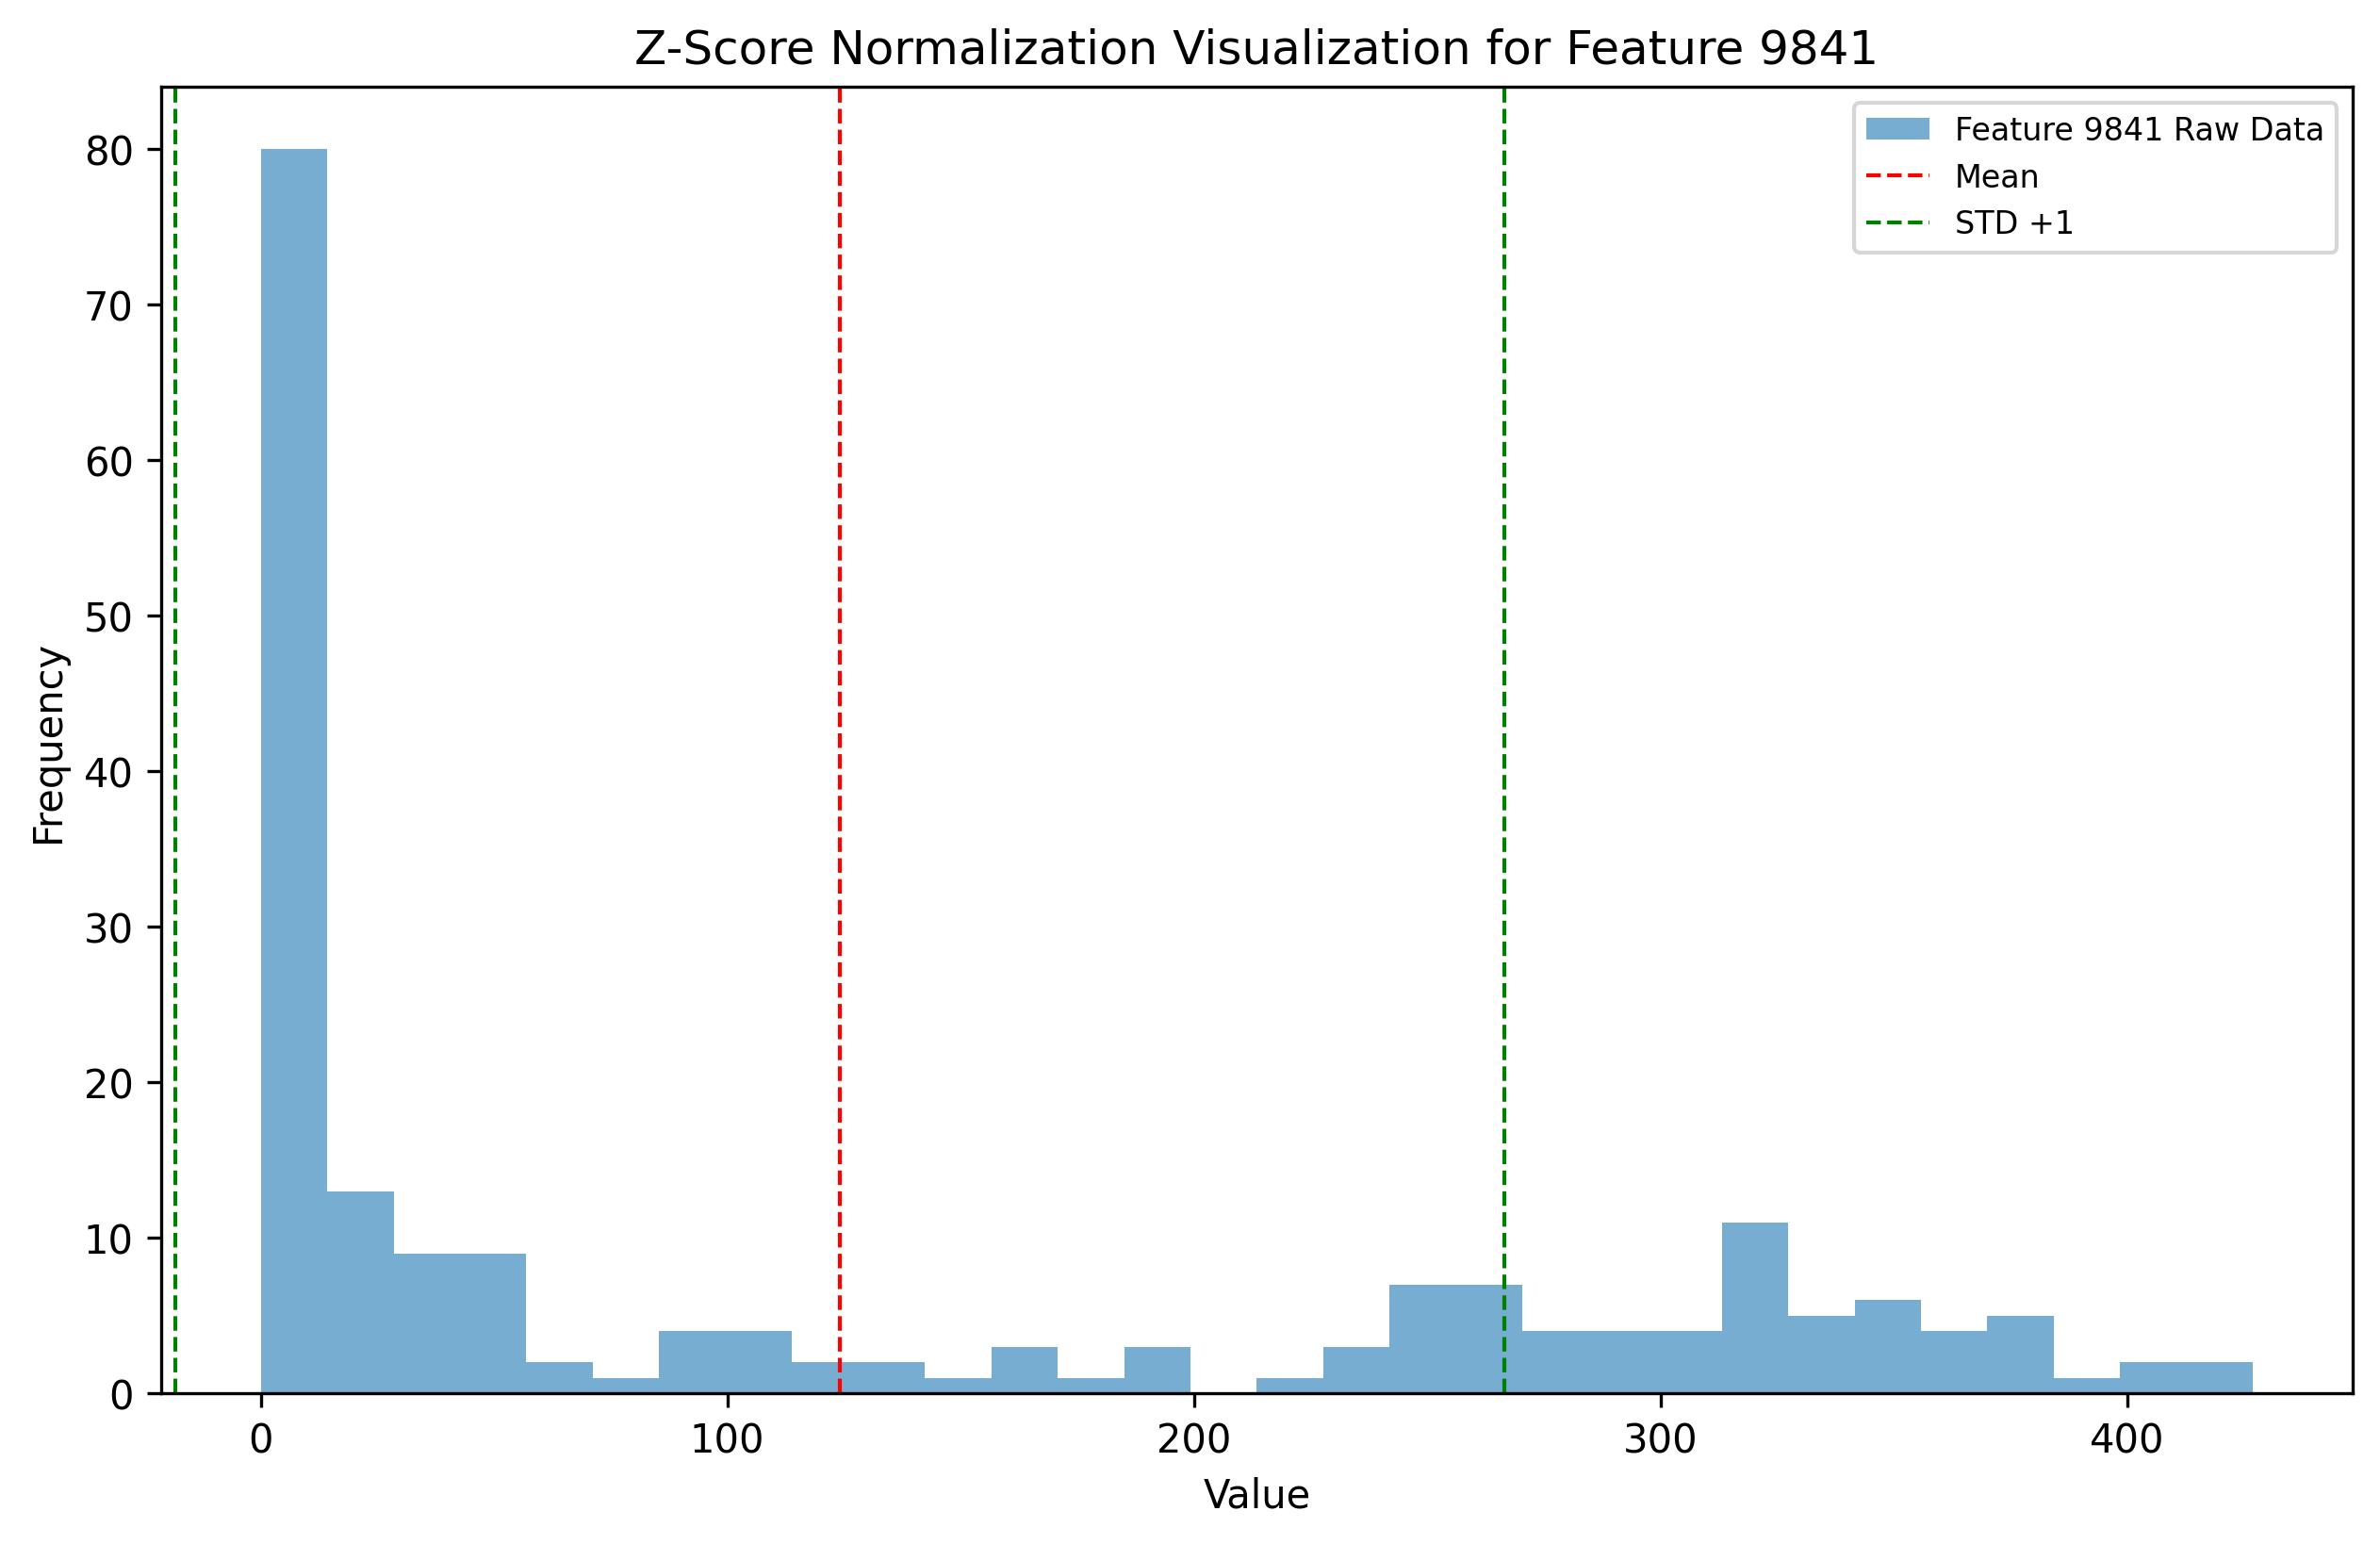 Z-Score Normalization Visualization for Feature 9841
Feature 9841 Raw Data
Mean
STD +1
80
70
60
50
40
30
20
10
0
Frequency
0 100 200 300 400
Value